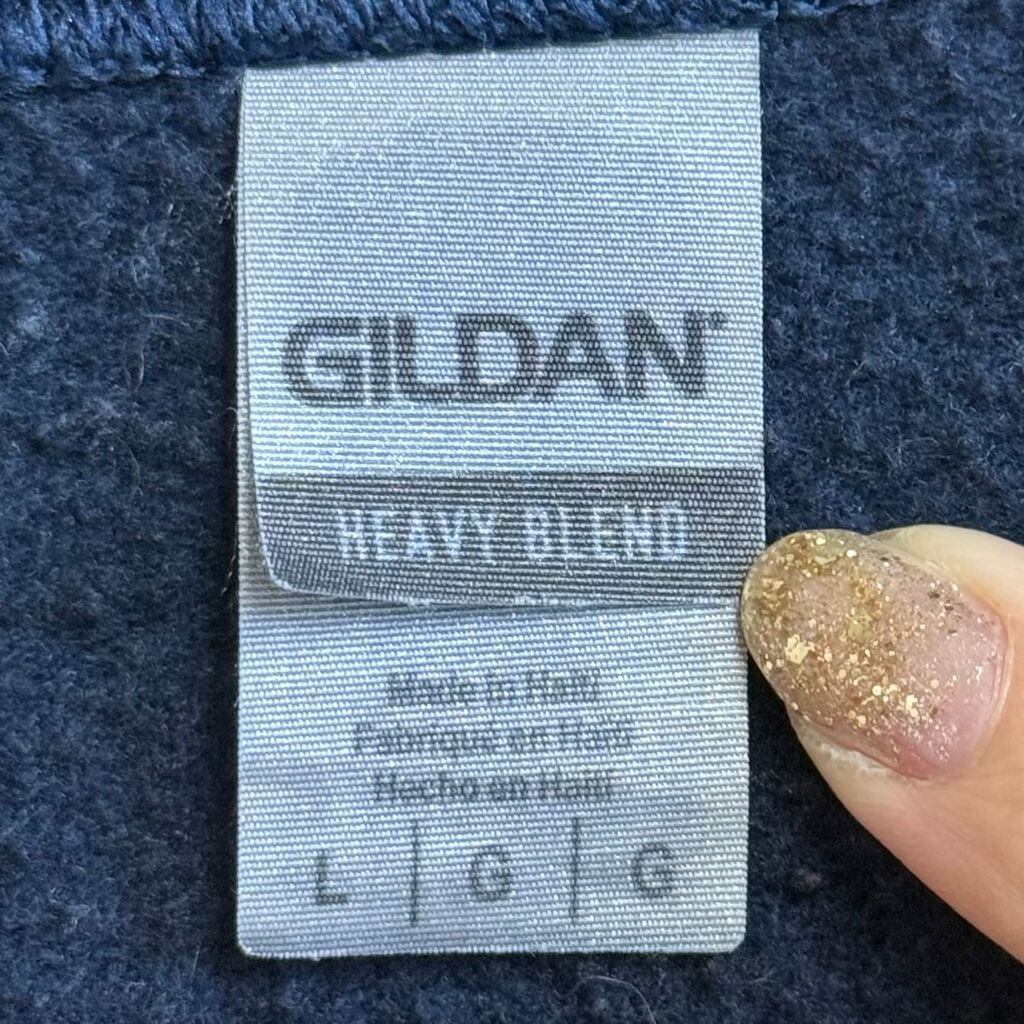 GILDAN®
HEAVY BLEND
Made in Haiti
Fabriqué en Haïti
Hecho en Haití
L | G | G